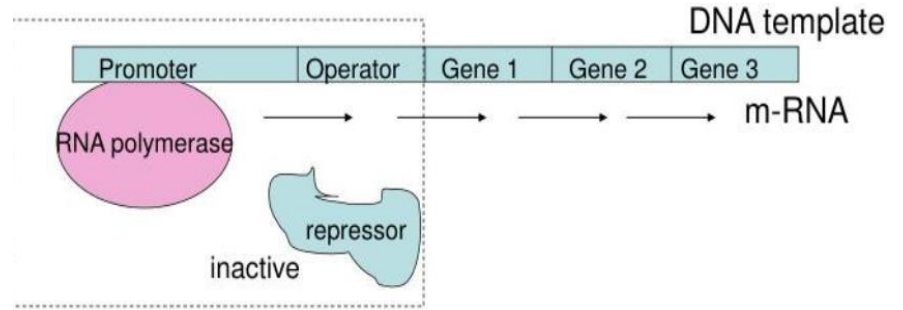 DNA template
Promoter
Operator
Gene 1
Gene 2
Gene 3
m-RNA
RNA polymerase
repressor
inactive